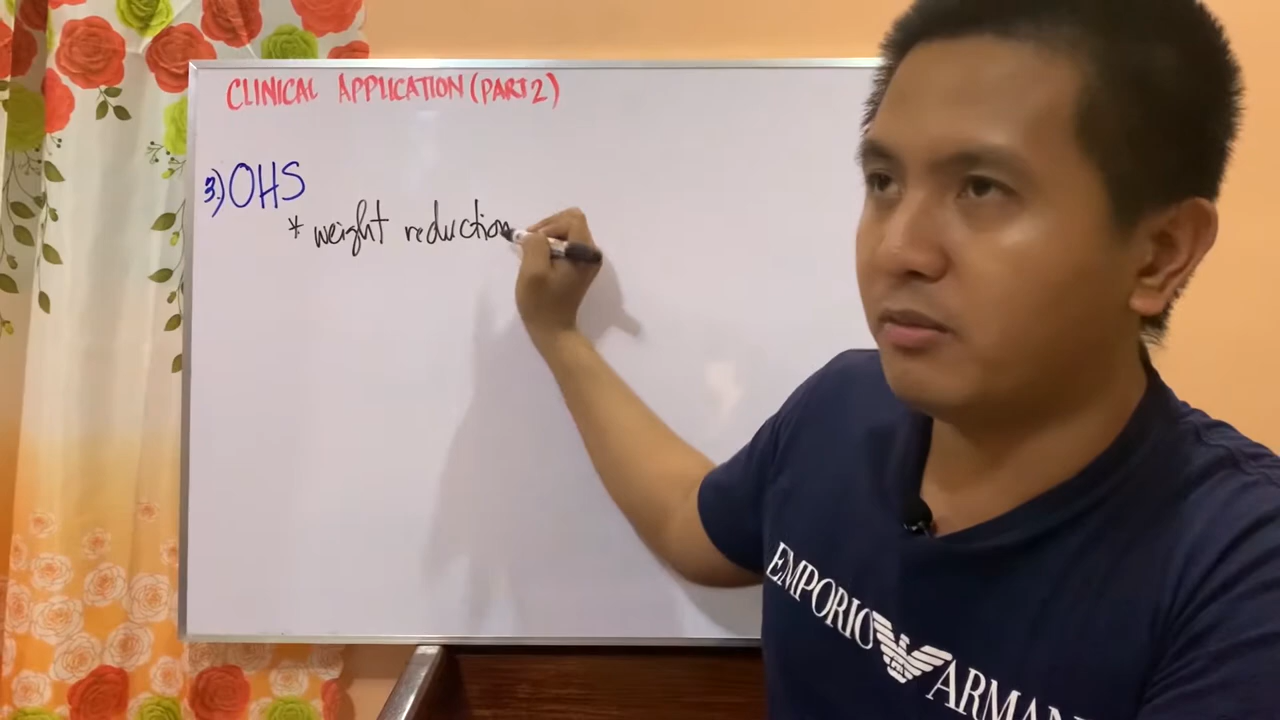 CLINICAL APPLICATION (PART 2)
3.) OHS
* weight reduction
EMPORIO ARMANI